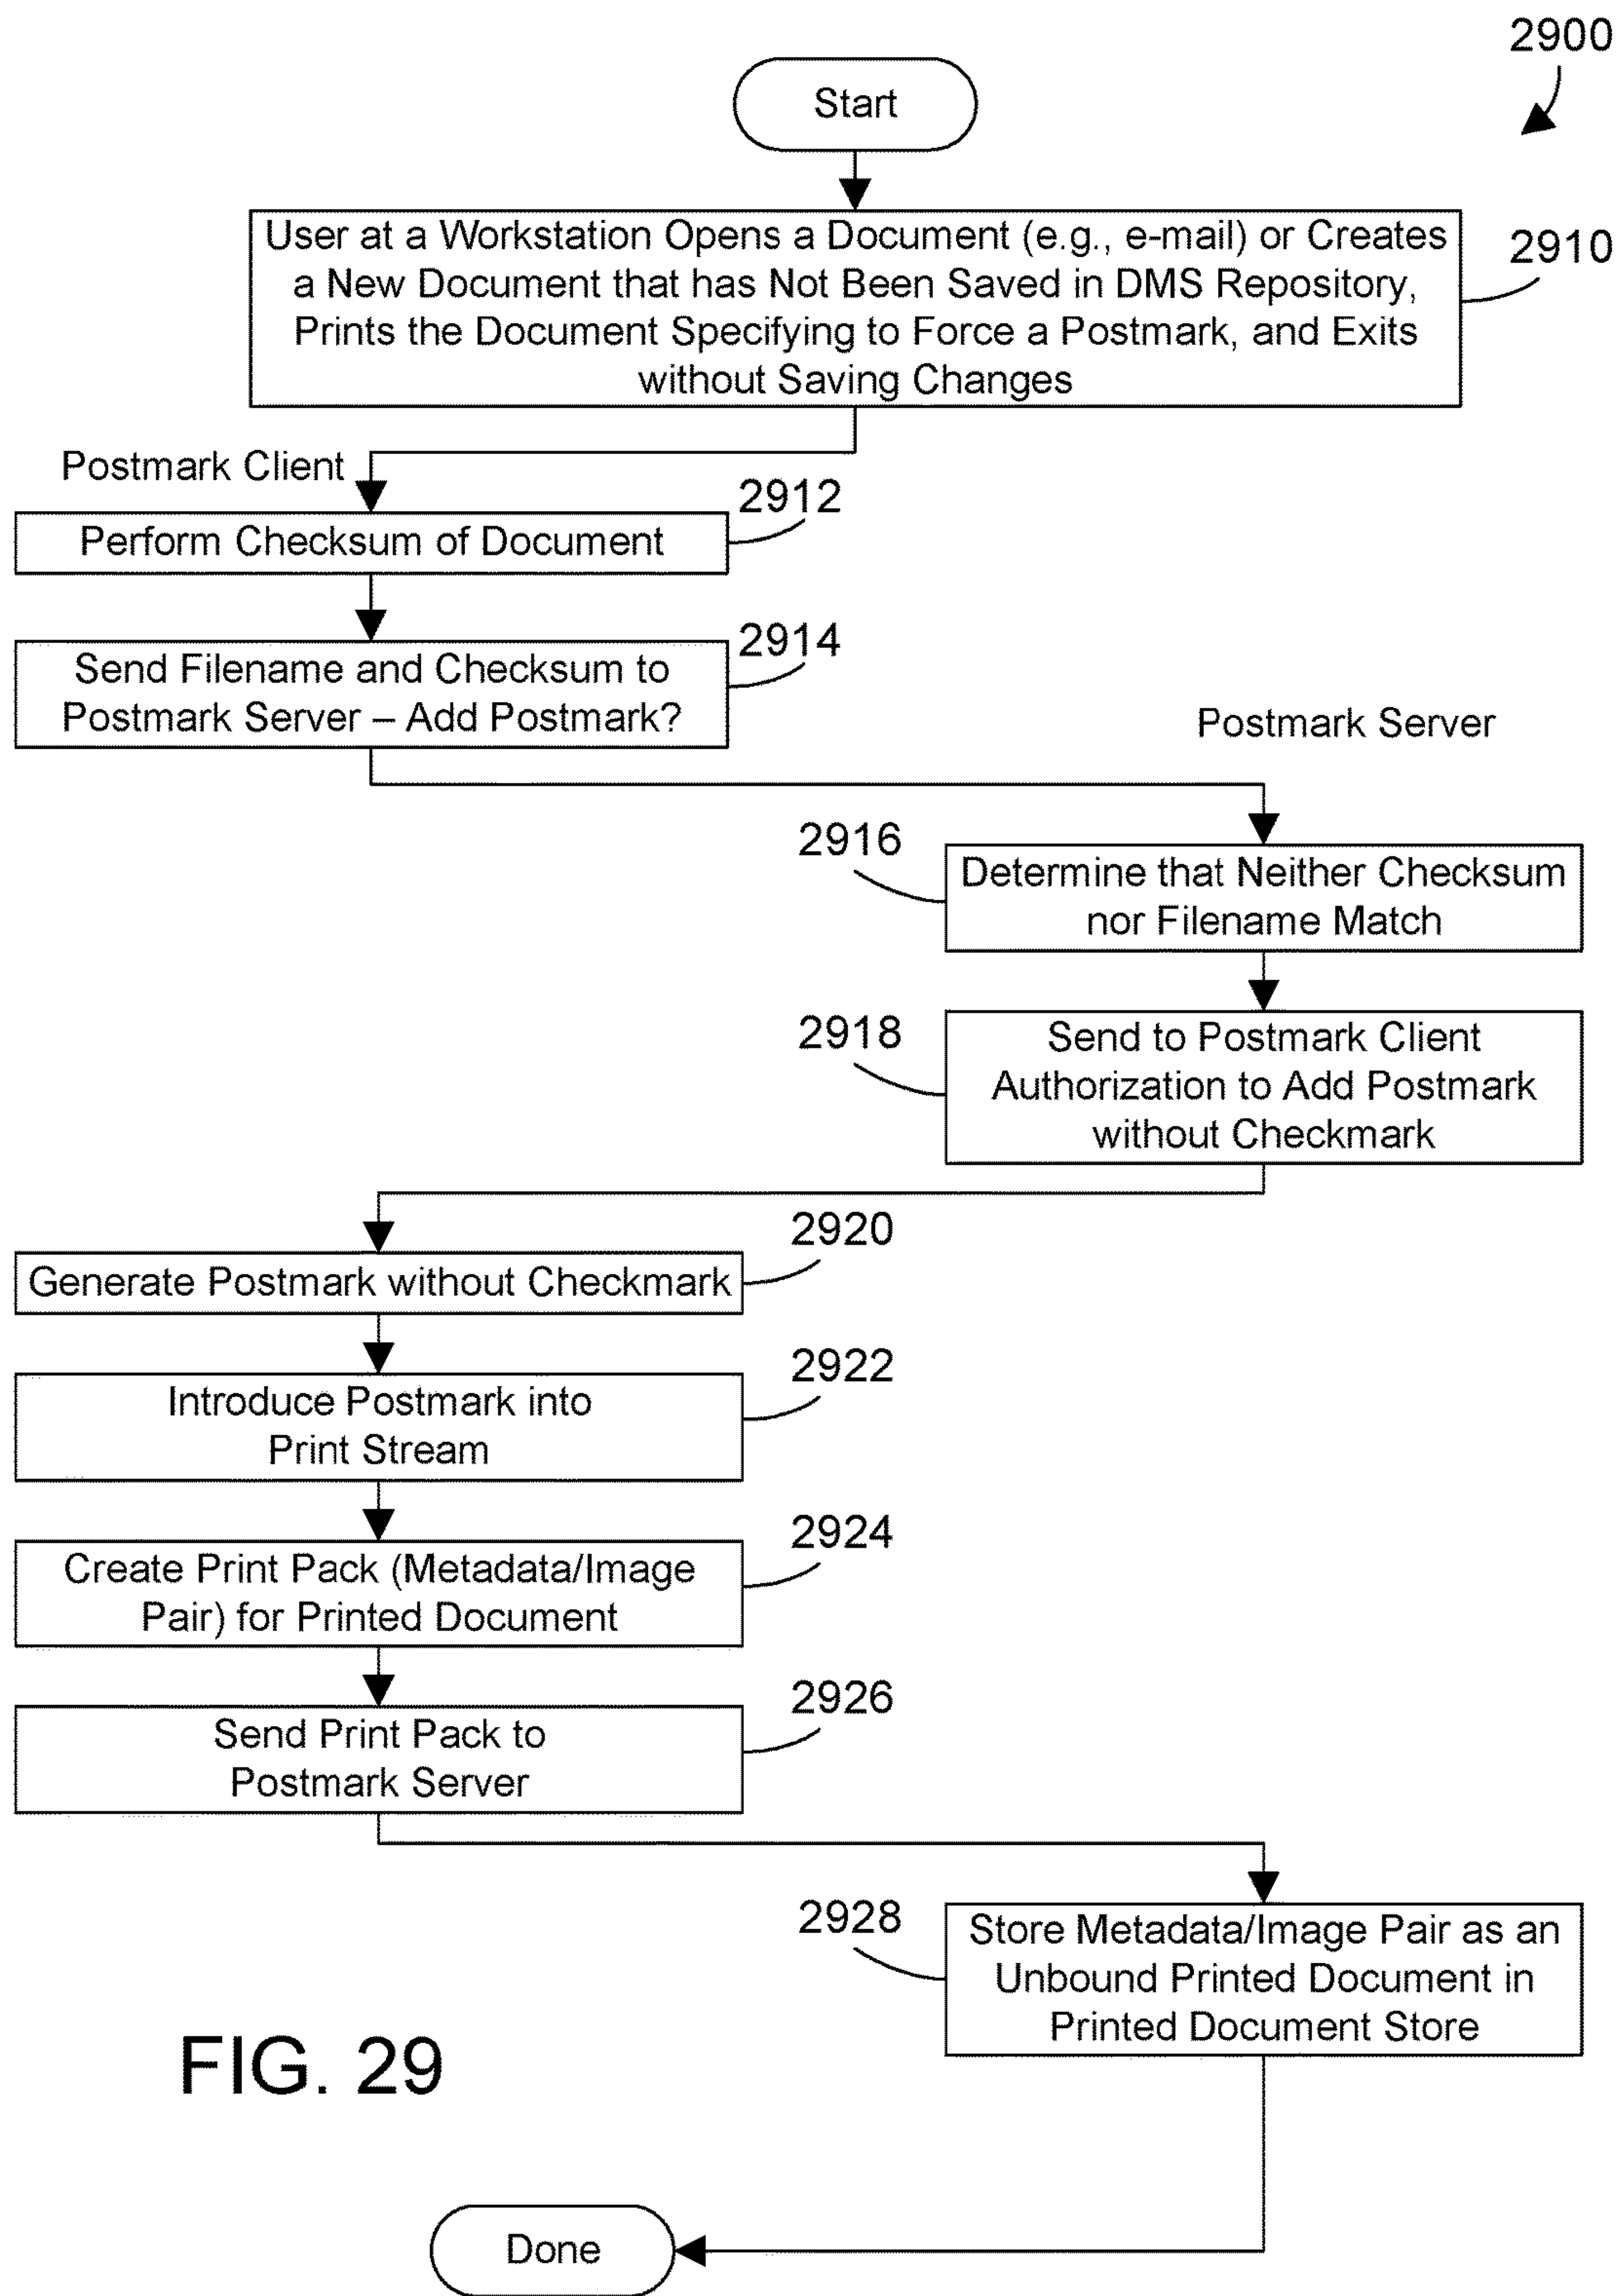 2900
Start
User at a Workstation Opens a Document (e.g., e-mail) or Creates
a New Document that has Not Been Saved in DMS Repository,
Prints the Document Specifying to Force a Postmark, and Exits
without Saving Changes
2910
Postmark Client
2912
Perform Checksum of Document
2914
Send Filename and Checksum to
Postmark Server – Add Postmark?
Postmark Server
2916
Determine that Neither Checksum
nor Filename Match
2918
Send to Postmark Client
Authorization to Add Postmark
without Checkmark
2920
Generate Postmark without Checkmark
2922
Introduce Postmark into
Print Stream
2924
Create Print Pack (Metadata/Image
Pair) for Printed Document
2926
Send Print Pack to
Postmark Server
2928
Store Metadata/Image Pair as an
Unbound Printed Document in
Printed Document Store
FIG. 29
Done